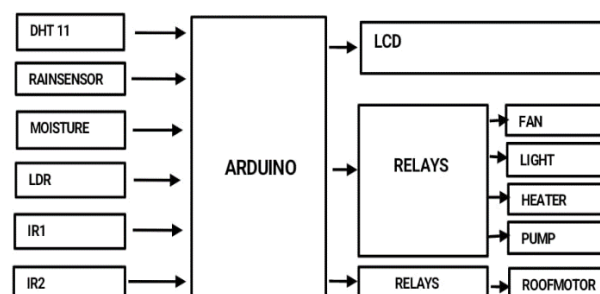 DHT 11
RAINSENSOR
MOISTURE
LDR
IR1
IR2
ARDUINO
LCD
RELAYS
FAN
LIGHT
HEATER
PUMP
RELAYS
ROOFMOTOR